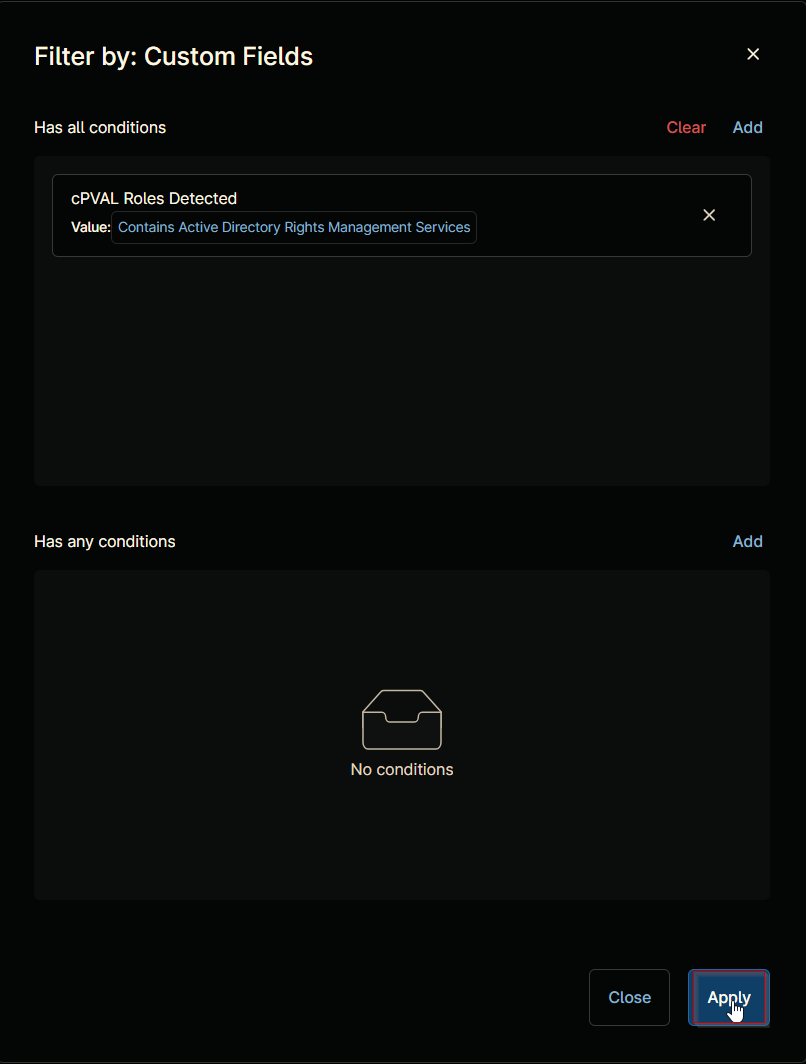 Filter by: Custom Fields
Has all conditions
Clear
Add
cPVAL Roles Detected
Value: Contains Active Directory Rights Management Services
Has any conditions
Add
No conditions
Close
Apply